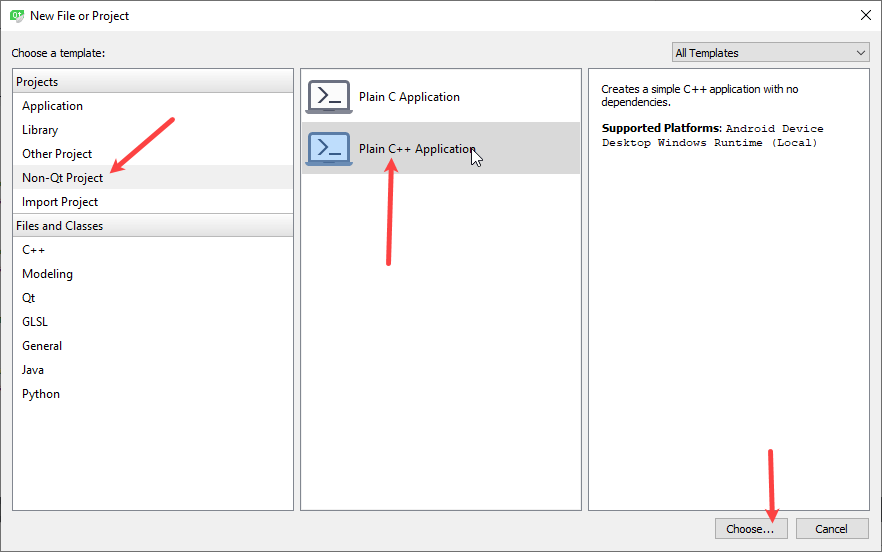 New File or Project
Choose a template:
All Templates
Projects
Application
Library
Other Project
Non-Qt Project
Import Project
Files and Classes
C++
Modeling
Qt
GLSL
General
Java
Python
Plain C Application
Plain C++ Application
Creates a simple C++ application with no
dependencies.
Supported Platforms: Android Device
Desktop Windows Runtime (Local)
Choose...
Cancel